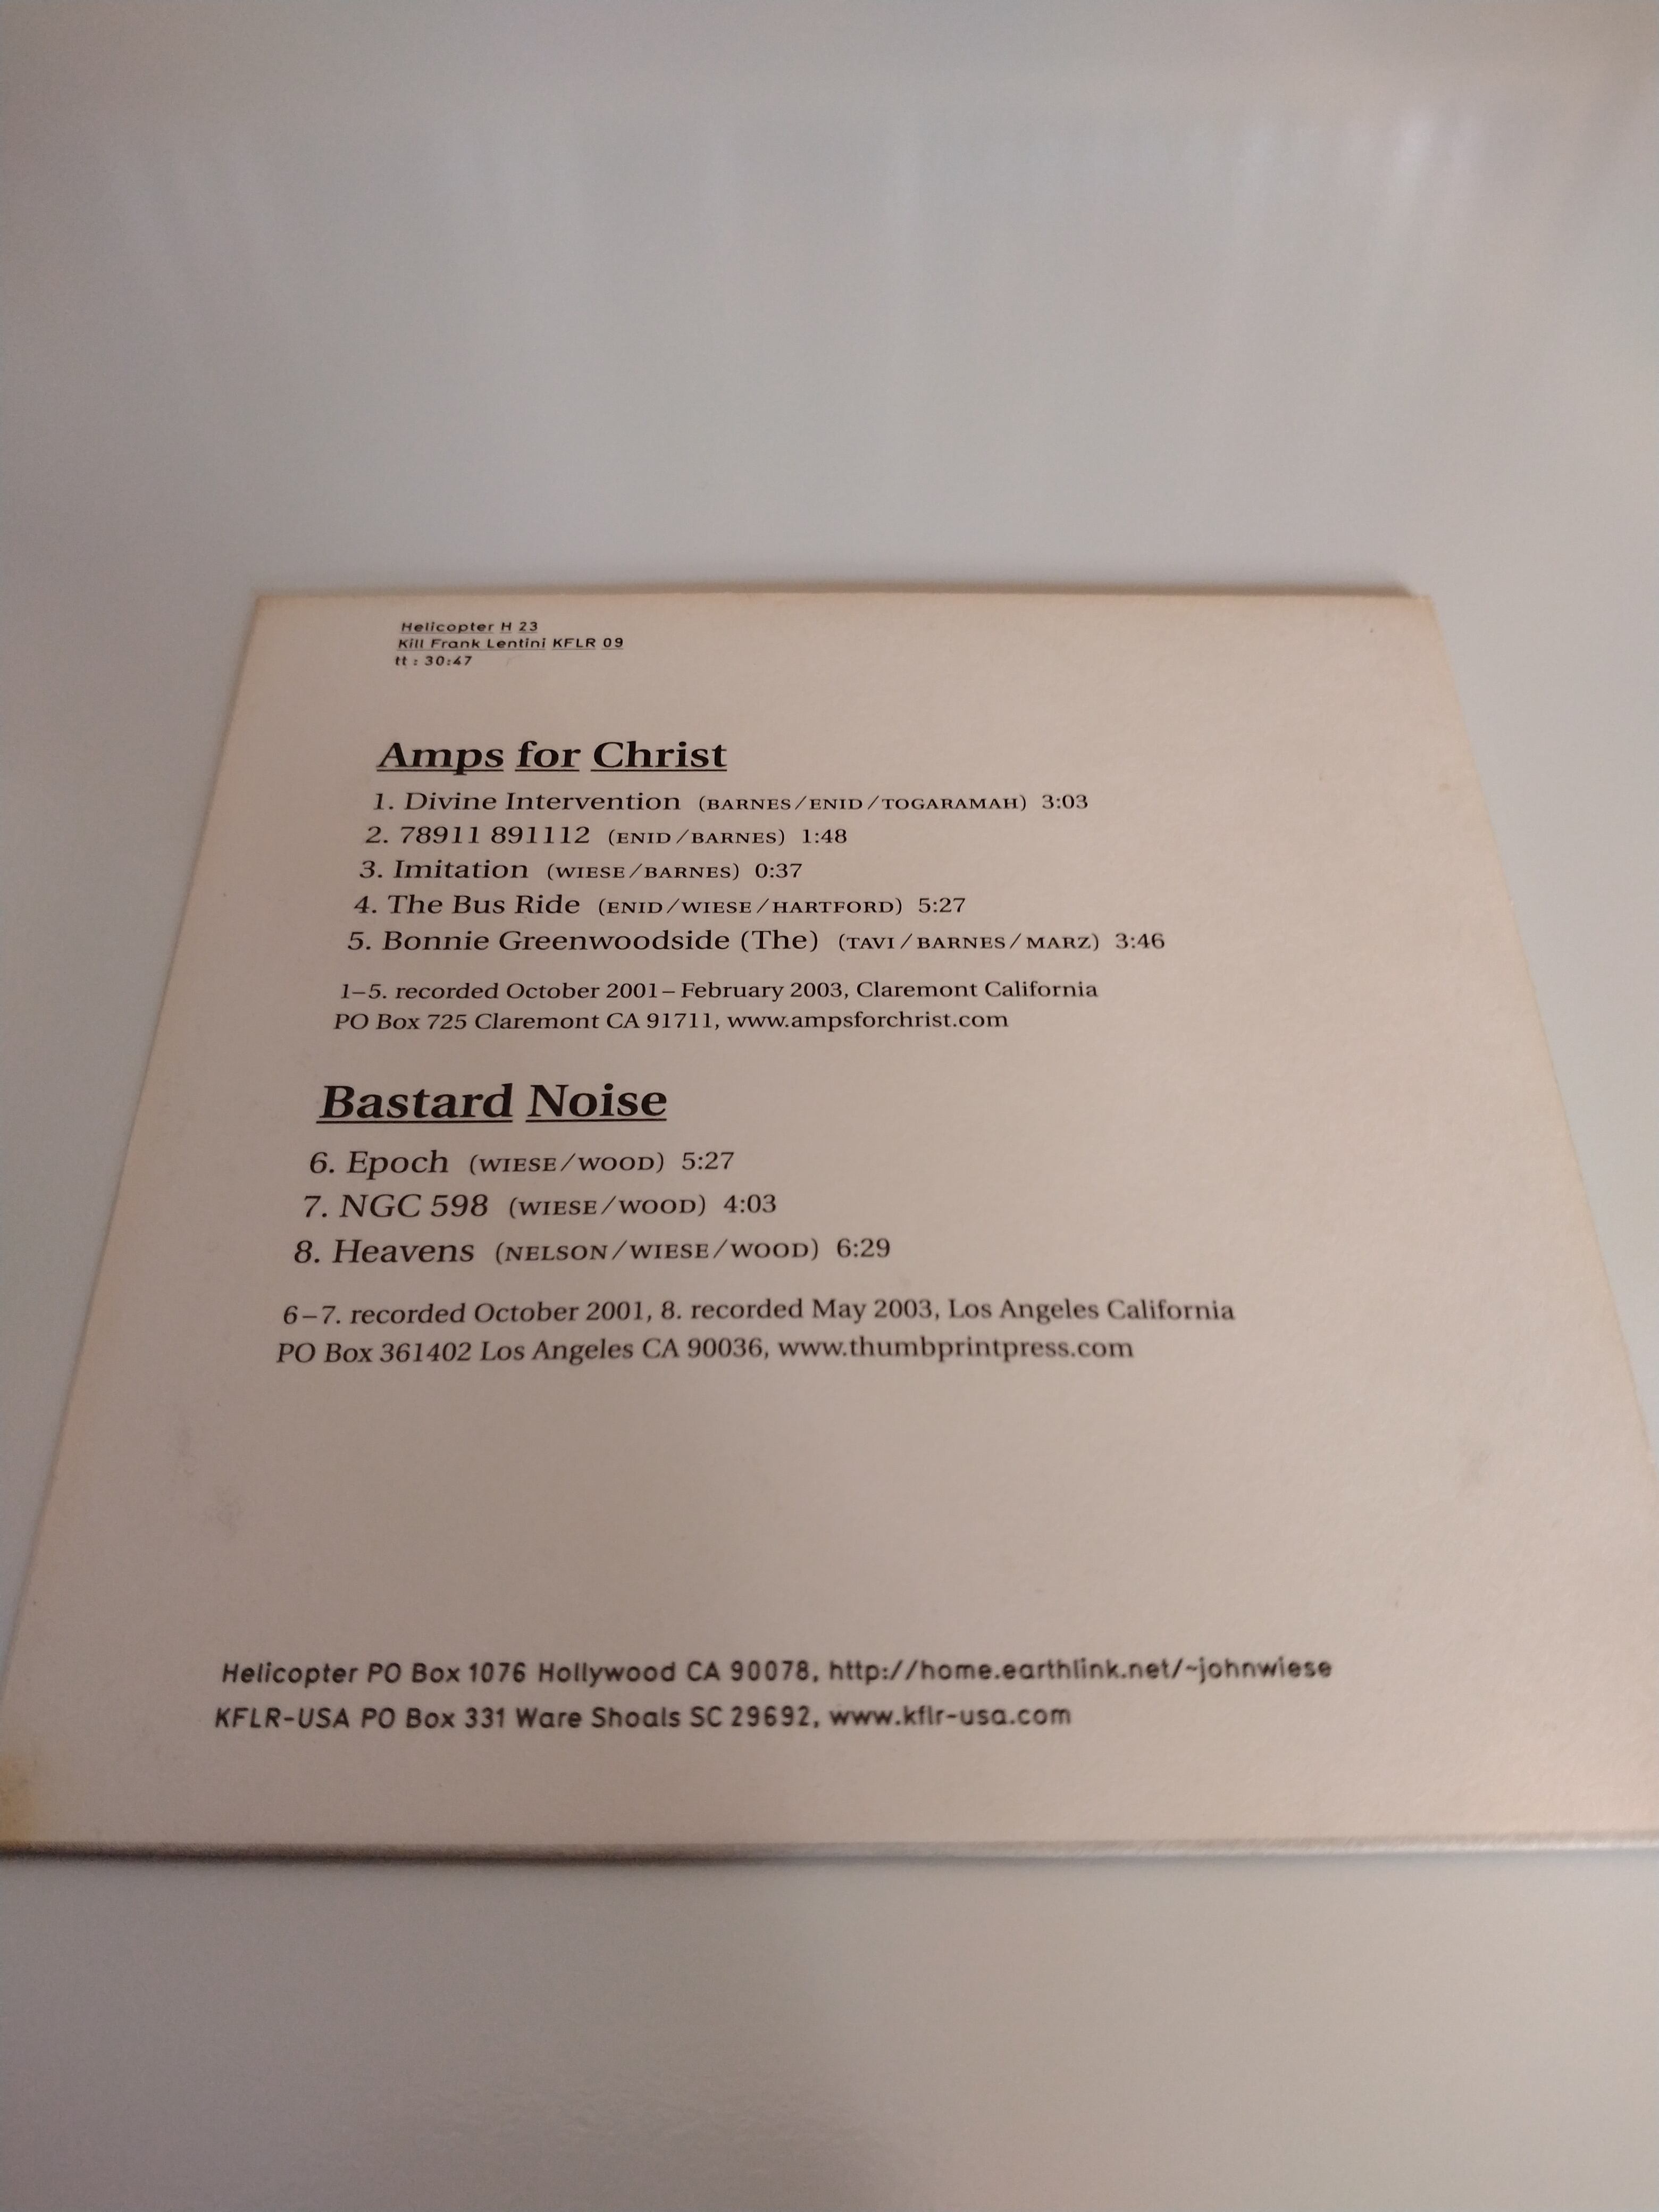 Helicopter H 23
Kill Frank Lentini KFLR 09
tt : 30:47
Amps for Christ
1. Divine Intervention (BARNES/ENID/TOGARAMAH) 3:03
2. 78911 891112 (ENID/BARNES) 1:48
3. Imitation (WIESE/BARNES) 0:37
4. The Bus Ride (ENID/WIESE/HARTFORD) 5:27
5. Bonnie Greenwoodside (The) (TAVI/BARNES/MARZ) 3:46
1–5. recorded October 2001–February 2003, Claremont California
PO Box 725 Claremont CA 91711, www.ampsforchrist.com
Bastard Noise
6. Epoch (WIESE/WOOD) 5:27
7. NGC 598 (WIESE/WOOD) 4:03
8. Heavens (NELSON/WIESE/WOOD) 6:29
6–7. recorded October 2001, 8. recorded May 2003, Los Angeles California
PO Box 361402 Los Angeles CA 90036, www.thumbprintpress.com
Helicopter PO Box 1076 Hollywood CA 90078, http://home.earthlink.net/~johnwiese
KFLR-USA PO Box 331 Ware Shoals SC 29692, www.kflr-usa.com